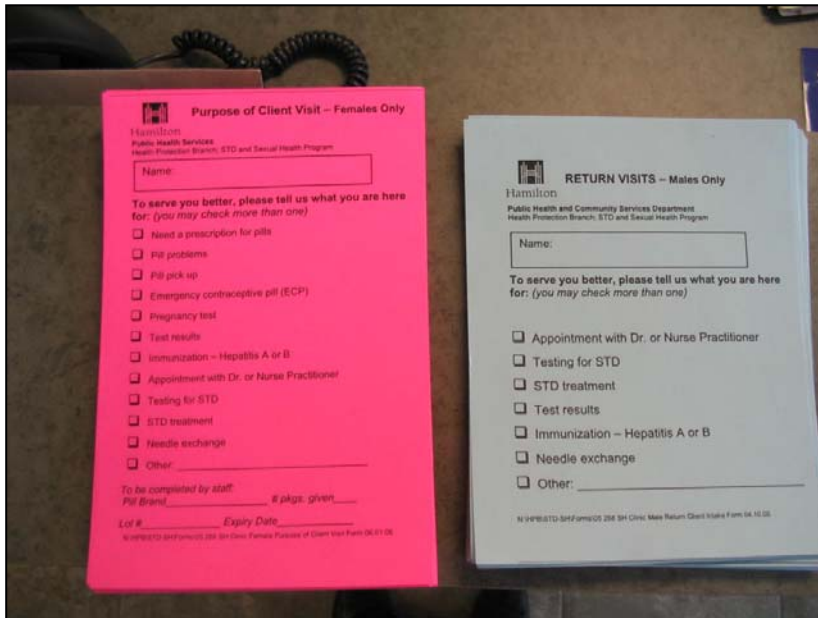 Purpose of Client Visit – Females Only
Hamilton
Public Health Services
Health Protection Branch, STD and Sexual Health Program
Name:
To serve you better, please tell us what you are here
for: (you may check more than one)
❑ Need a prescription for pills
❑ Pill problems
❑ Pill pick up
❑ Emergency contraceptive pill (ECP)
❑ Pregnancy test
❑ Test results
❑ Immunization – Hepatitis A or B
❑ Appointment with Dr. or Nurse Practitioner
❑ Testing for STD
❑ STD treatment
❑ Needle exchange
❑ Other:
To be completed by staff:
Pill Brand # pkgs. given
Lot # Expiry Date
RETURN VISITS – Males Only
Hamilton
Public Health and Community Services Department
Health Protection Branch, STD and Sexual Health Program
Name:
To serve you better, please tell us what you are here
for: (you may check more than one)
❑ Appointment with Dr. or Nurse Practitioner
❑ Testing for STD
❑ STD treatment
❑ Test results
❑ Immunization – Hepatitis A or B
❑ Needle exchange
❑ Other: